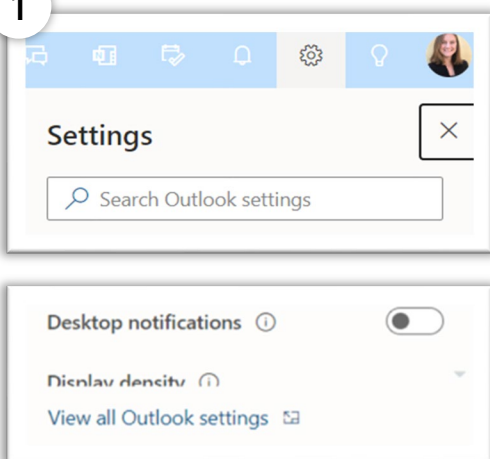 1
Settings
Search Outlook settings
Desktop notifications
Display density
View all Outlook settings